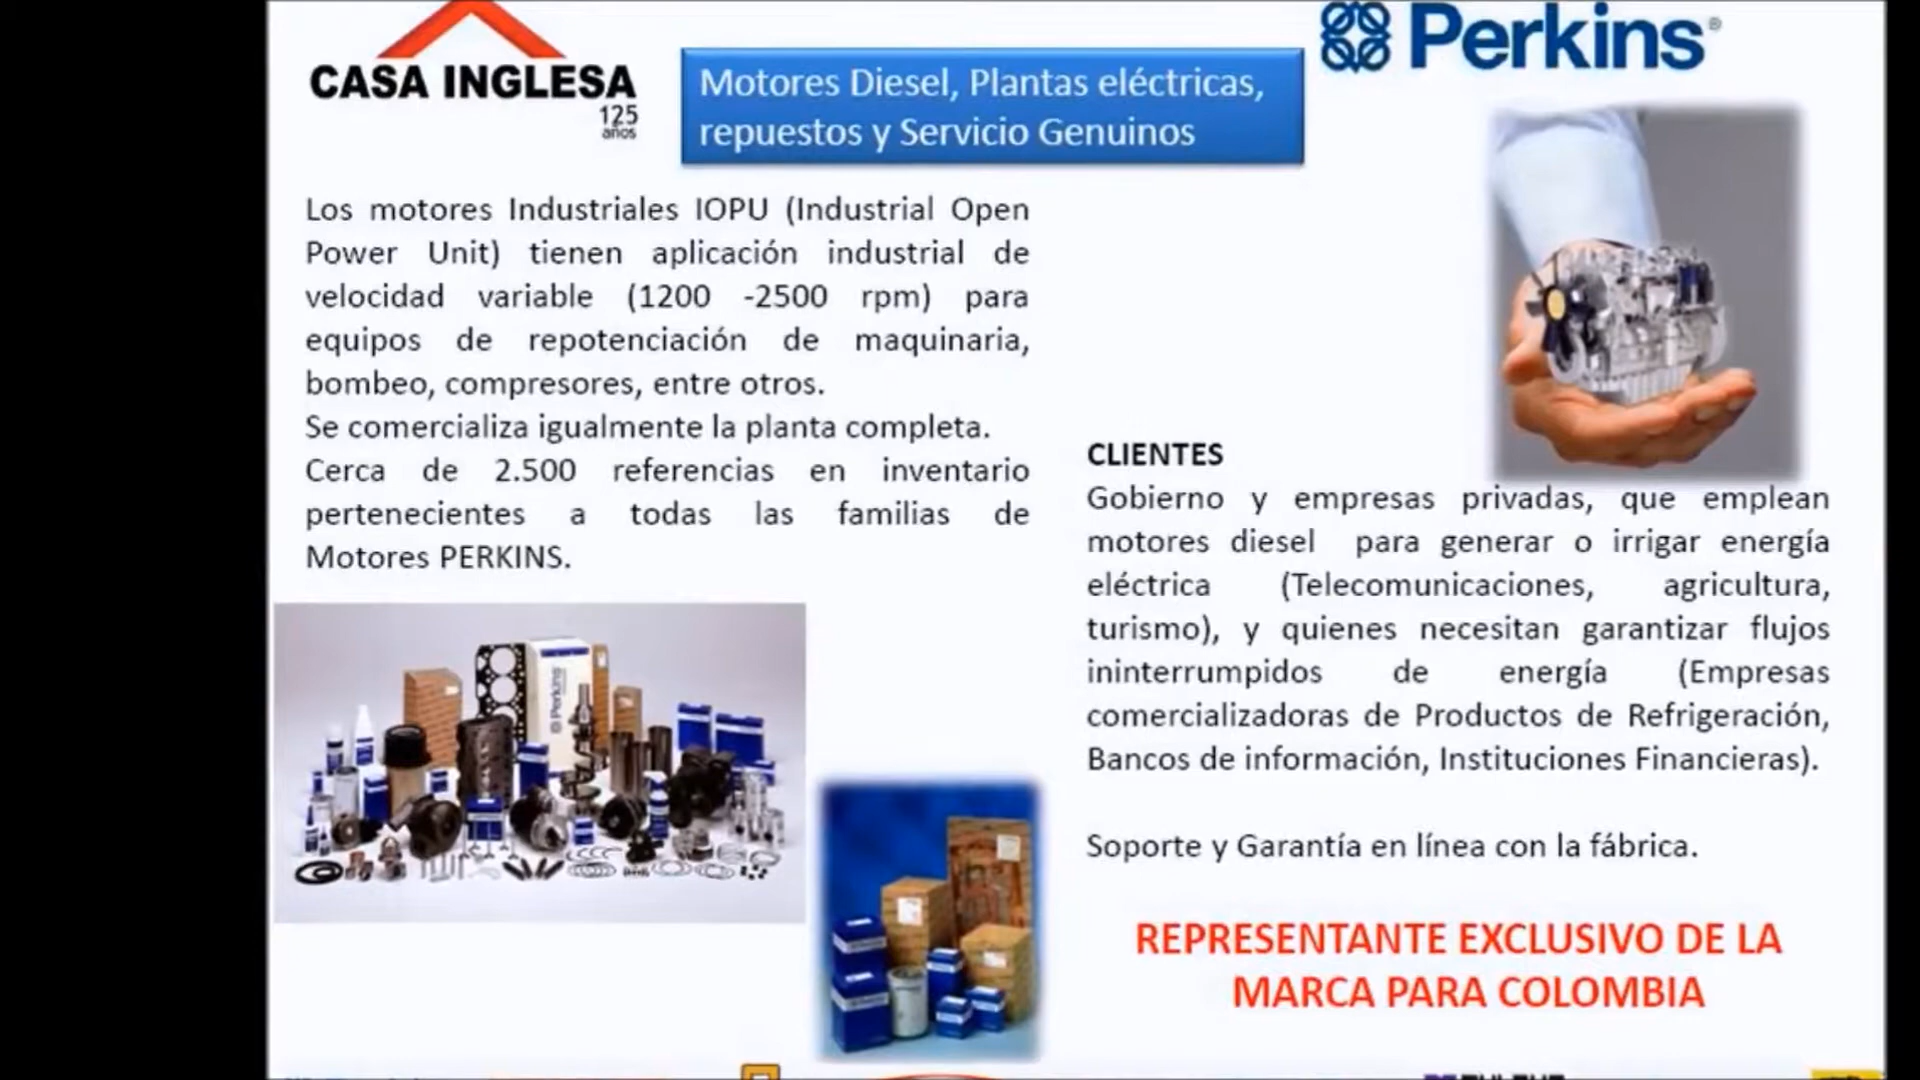 CASA INGLESA
125
años
Motores Diesel, Plantas eléctricas,
repuestos y Servicio Genuinos
Perkins®
Los motores Industriales IOPU (Industrial Open
Power Unit) tienen aplicación industrial de
velocidad variable (1200 -2500 rpm) para
equipos de repotenciación de maquinaria,
bombeo, compresores, entre otros.
Se comercializa igualmente la planta completa.
Cerca de 2.500 referencias en inventario
pertenecientes a todas las familias de
Motores PERKINS.
Perkins
CLIENTES
Gobierno y empresas privadas, que emplean
motores diesel para generar o irrigar energía
eléctrica (Telecomunicaciones, agricultura,
turismo), y quienes necesitan garantizar flujos
ininterrumpidos de energía (Empresas
comercializadoras de Productos de Refrigeración,
Bancos de información, Instituciones Financieras).
Soporte y Garantía en línea con la fábrica.
REPRESENTANTE EXCLUSIVO DE LA
MARCA PARA COLOMBIA